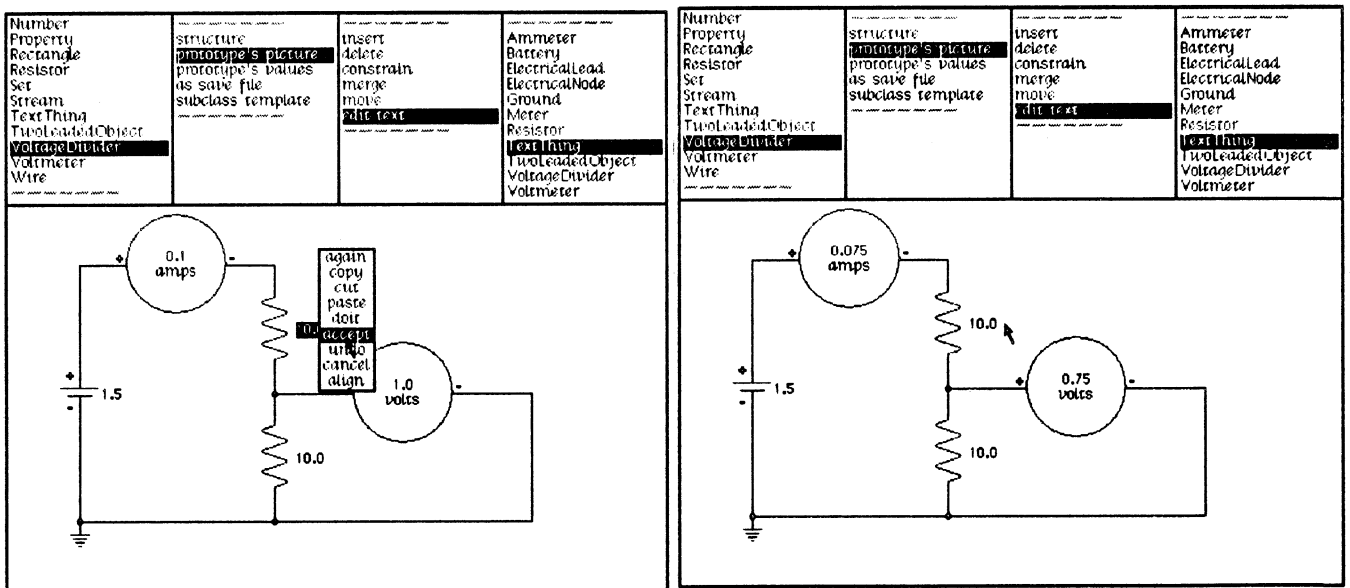 Number
Property
Rectangle
Resistor
Set
Stream
TextThing
TwoLeadedObject
VoltageDivider
Voltmeter
Wire
structure
prototype's picture
prototype's values
as save file
subclass template
insert
delete
constrain
merge
move
edit text
Ammeter
Battery
ElectricalLead
ElectricalNode
Ground
Meter
Resistor
TextThing
TwoLeadedObject
VoltageDivider
Voltmeter
0.1
amps
+
-
again
copy
cut
paste
doit
accept
undo
cancel
align
1.0
volts
-
+
1.5
-
10.0
Number
Property
Rectangle
Resistor
Set
Stream
TextThing
TwoLeadedObject
VoltageDivider
Voltmeter
Wire
structure
prototype's picture
prototype's values
as save file
subclass template
insert
delete
constrain
merge
move
edit text
Ammeter
Battery
ElectricalLead
ElectricalNode
Ground
Meter
Resistor
TextThing
TwoLeadedObject
VoltageDivider
Voltmeter
0.075
amps
+
-
10.0
0.75
volts
+
-
+
1.5
-
10.0